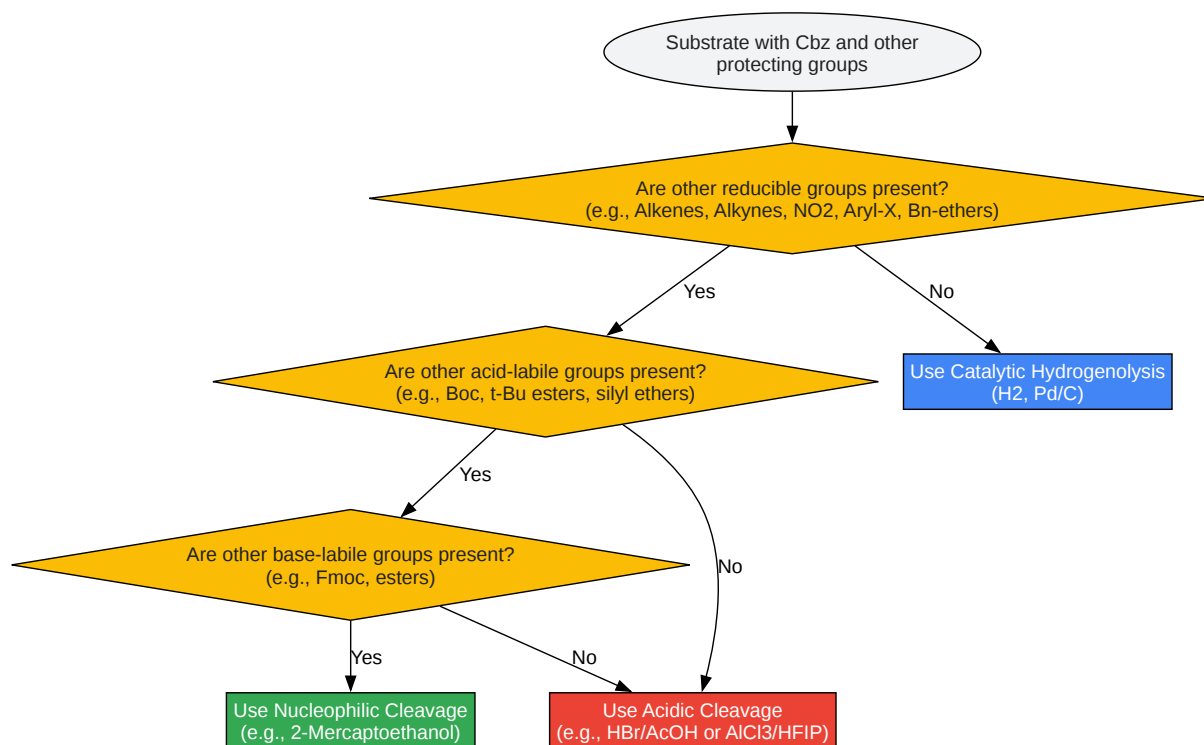 Substrate with Cbz and other
protecting groups
Are other reducible groups present?
(e.g., Alkenes, Alkynes, NO2, Aryl-X, Bn-ethers)
Yes
No
Are other acid-labile groups present?
(e.g., Boc, t-Bu esters, silyl ethers)
Use Catalytic Hydrogenolysis
(H2, Pd/C)
Yes
No
Are other base-labile groups present?
(e.g., Fmoc, esters)
Yes
No
Use Nucleophilic Cleavage
(e.g., 2-Mercaptoethanol)
Use Acidic Cleavage
(e.g., HBr/AcOH or AlCl3/HFIP)